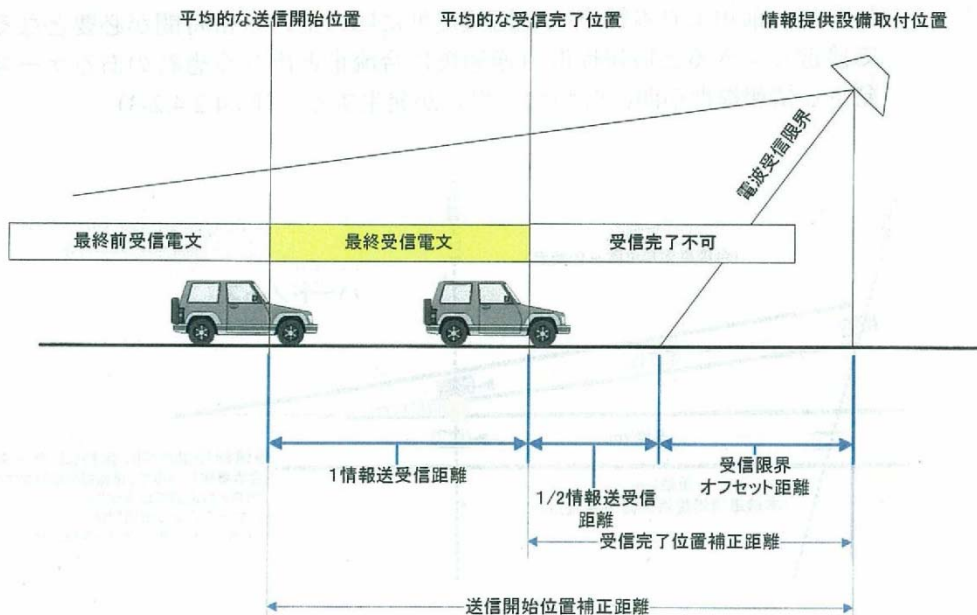 平均的な送信開始位置
平均的な受信完了位置
情報提供設備取付位置
電波受信限界
最終前受信電文
最終受信電文
受信完了不可
1情報送受信距離
1/2情報送受信
距離
受信限界
オフセット距離
受信完了位置補正距離
送信開始位置補正距離